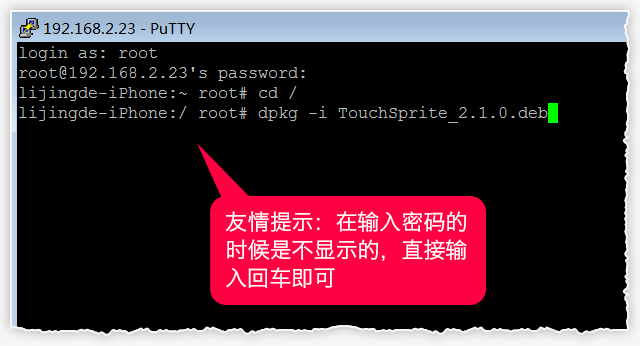 192.168.2.23 - PuTTY
login as: root
root@192.168.2.23's password:
lijingde-iPhone:~ root# cd /
lijingde-iPhone:/ root# dpkg -i TouchSprite_2.1.0.deb
友情提示：在输入密码的
时候是不显示的，直接输
入回车即可